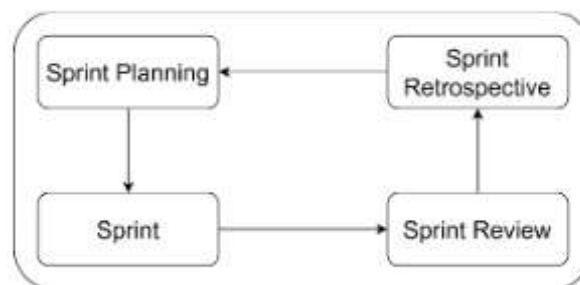 Sprint Planning
Sprint
Retrospective
Sprint
Sprint Review